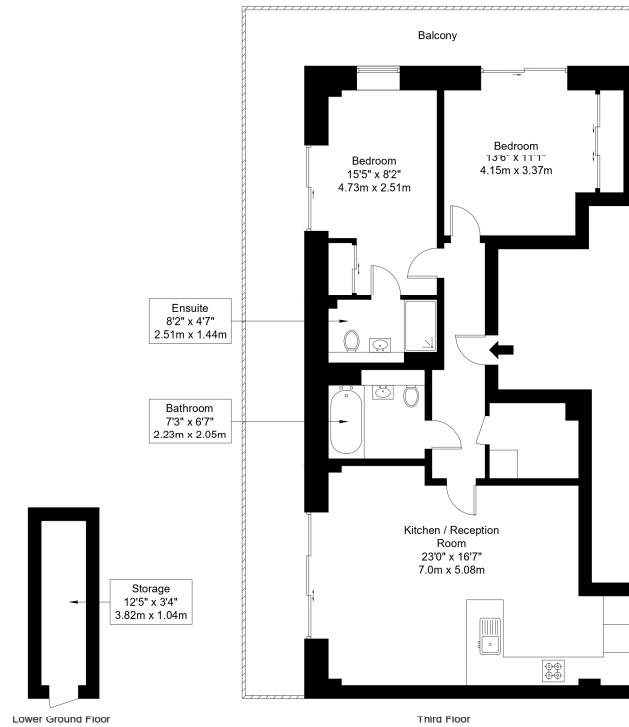 Balcony
Bedroom
15'5" x 8'2"
4.73m x 2.51m
Bedroom
13'6" x 11'1"
4.15m x 3.37m
Ensuite
8'2" x 4'7"
2.51m x 1.44m
Bathroom
7'3" x 6'7"
2.23m x 2.05m
Kitchen / Reception
Room
23'0" x 16'7"
7.0m x 5.08m
Storage
12'5" x 3'4"
3.82m x 1.04m
Lower Ground Floor
Third Floor